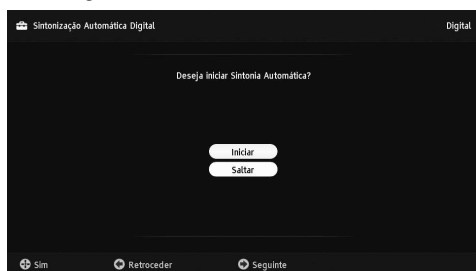 Sintonização Automática Digital Digital
Deseja iniciar Sintonia Automática?
Iniciar
Saltar
Sim Retroceder Seguinte